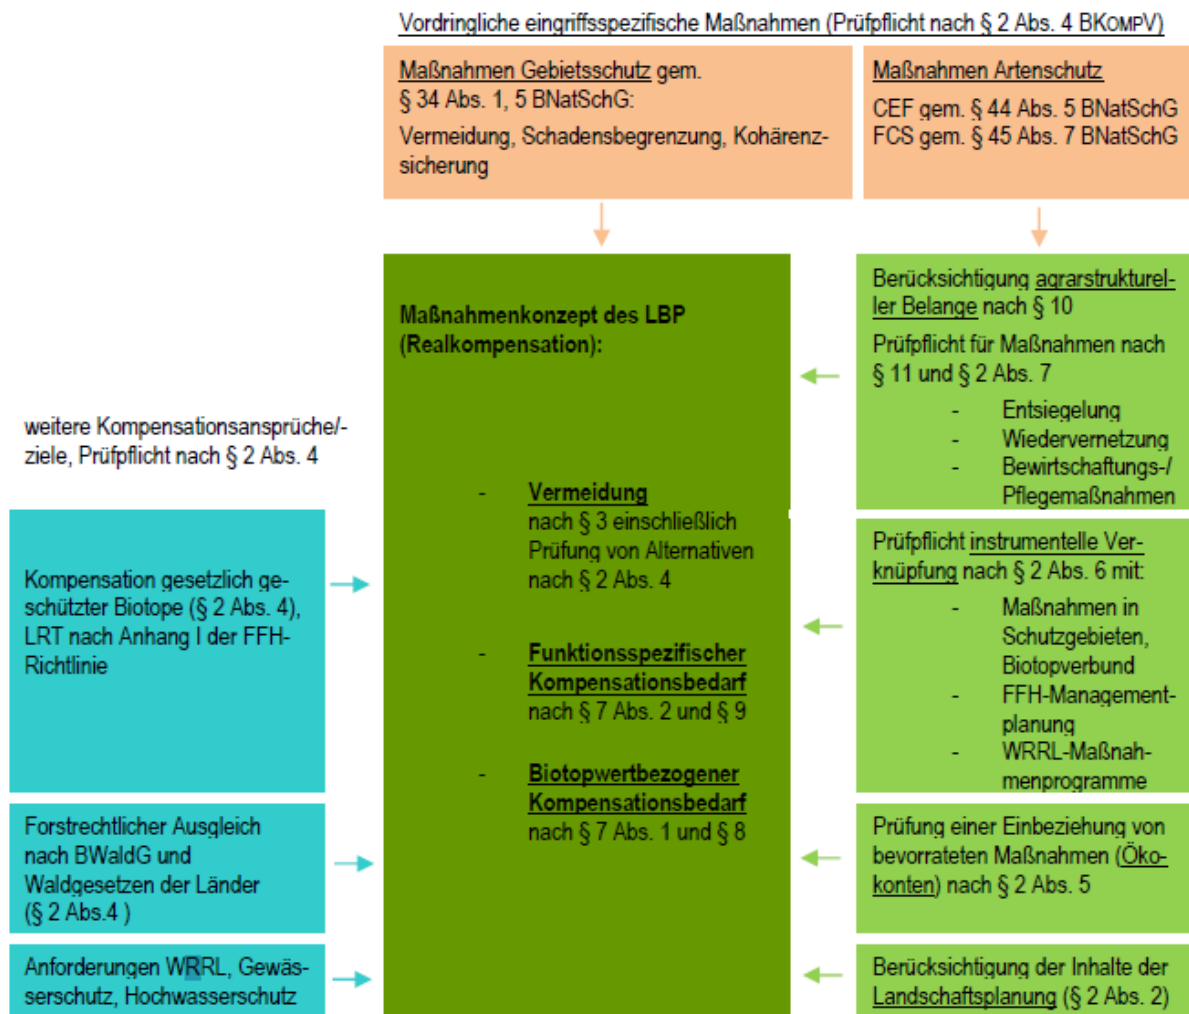 Vordringliche eingriffsspezifische Maßnahmen (Prüfpflicht nach § 2 Abs. 4 BKOMPV)
Maßnahmen Gebietsschutz gem.
§ 34 Abs. 1, 5 BNatSchG:
Vermeidung, Schadensbegrenzung, Kohärenz-
sicherung
Maßnahmen Artenschutz
CEF gem. § 44 Abs. 5 BNatSchG
FCS gem. § 45 Abs. 7 BNatSchG
weitere Kompensationsansprüche/-
ziele, Prüfpflicht nach § 2 Abs. 4
Kompensation gesetzlich ge-
schützter Biotope (§ 2 Abs. 4),
LRT nach Anhang I der FFH-
Richtlinie
Forstrechtlicher Ausgleich
nach BWaldG und
Waldgesetzen der Länder
(§ 2 Abs.4 )
Anforderungen WRRL, Gewäs-
serschutz, Hochwasserschutz
Maßnahmenkonzept des LBP
(Realkompensation):
- Vermeidung
nach § 3 einschließlich
Prüfung von Alternativen
nach § 2 Abs. 4
- Funktionsspezifischer
Kompensationsbedarf
nach § 7 Abs. 2 und § 9
- Biotopwertbezogener
Kompensationsbedarf
nach § 7 Abs. 1 und § 8
Berücksichtigung agrarstrukturel-
ler Belange nach § 10
Prüfpflicht für Maßnahmen nach
§ 11 und § 2 Abs. 7
- Entsiegelung
- Wiedervernetzung
- Bewirtschaftungs-/
Pflegemaßnahmen
Prüfpflicht instrumentelle Ver-
knüpfung nach § 2 Abs. 6 mit:
- Maßnahmen in
Schutzgebieten,
Biotopverbund
- FFH-Management-
planung
- WRRL-Maßnah-
menprogramme
Prüfung einer Einbeziehung von
bevorrateten Maßnahmen (Öko-
konten) nach § 2 Abs. 5
Berücksichtigung der Inhalte der
Landschaftsplanung (§ 2 Abs. 2)